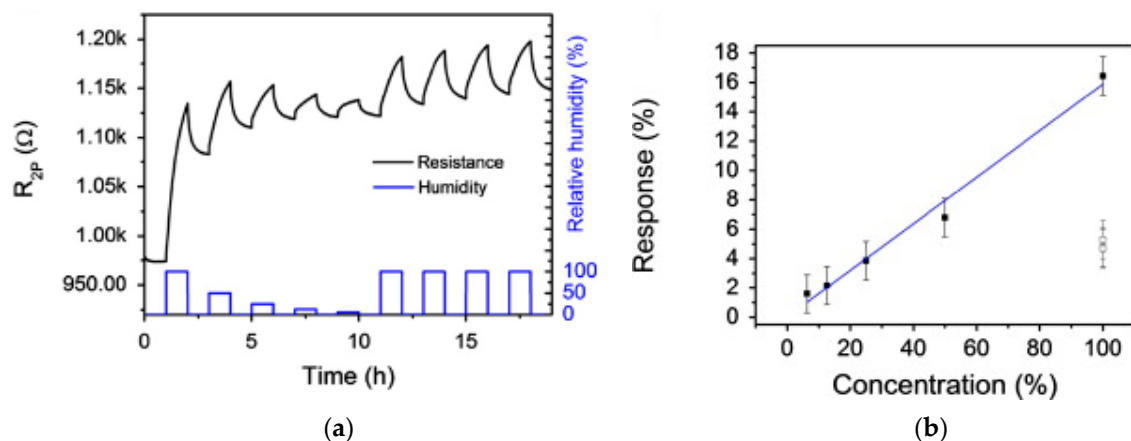 1.20k
1.15k
1.10k
1.05k
1.00k
950.00
R2P (Ω)
Resistance
Humidity
Relative humidity (%)
100
50
0
0 5 10 15
Time (h)
(a)
18
16
14
12
10
8
6
4
2
0
Response (%)
0 20 40 60 80 100
Concentration (%)
(b)